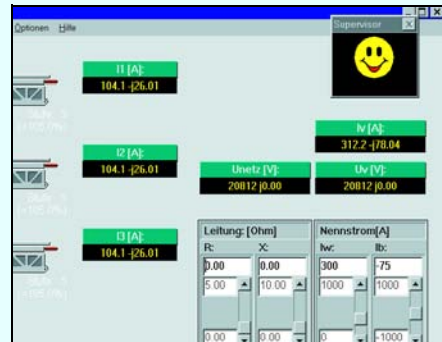 Optionen Hilfe
Supervisor
I1 [A]:
104.1 -j26.01
Iv [A]:
312.2 -j78.04
I2 [A]:
104.1 -j26.01
Unetz [V]:
20812 j0.00
Uv [V]:
20812 j0.00
I3 [A]:
104.1 -j26.01
Leitung: [Ohm]
R: X:
0.00 0.00
5.00 10.00
0.00 0.00
Nennstrom[A]
Iw: Ib:
300 -75
1000 1000
0 -1000